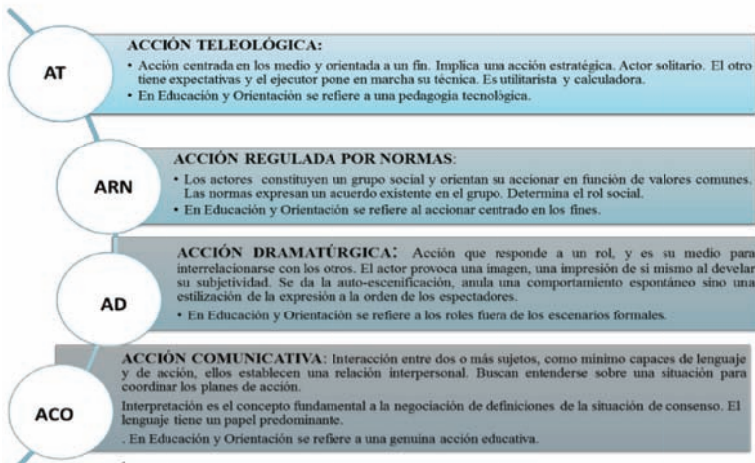 AT
ACCIÓN TELEOLÓGICA:
• Acción centrada en los medio y orientada a un fin. Implica una acción estratégica. Actor solitario. El otro
tiene expectativas y el ejecutor pone en marcha su técnica. Es utilitarista y calculadora.
• En Educación y Orientación se refiere a una pedagogía tecnológica.
ARN
ACCIÓN REGULADA POR NORMAS:
• Los actores constituyen un grupo social y orientan su accionar en función de valores comunes.
Las normas expresan un acuerdo existente en el grupo. Determina el rol social.
• En Educación y Orientación se refiere al accionar centrado en los fines.
AD
ACCIÓN DRAMATÚRGICA: Acción que responde a un rol, y es su medio para
interrelacionarse con los otros. El actor provoca una imagen, una impresión de si mismo al develar
su subjetividad. Se da la auto-escenificación, anula una comportamiento espontáneo sino una
estilización de la expresión a la orden de los espectadores.
• En Educación y Orientación se refiere a los roles fuera de los escenarios formales.
ACO
ACCIÓN COMUNICATIVA: Interacción entre dos o más sujetos, como mínimo capaces de lenguaje
y de acción, ellos establecen una relación interpersonal. Buscan entenderse sobre una situación para
coordinar los planes de acción.
Interpretación es el concepto fundamental a la negociación de definiciones de la situación de consenso. El
lenguaje tiene un papel predominante.
. En Educación y Orientación se refiere a una genuina acción educativa.